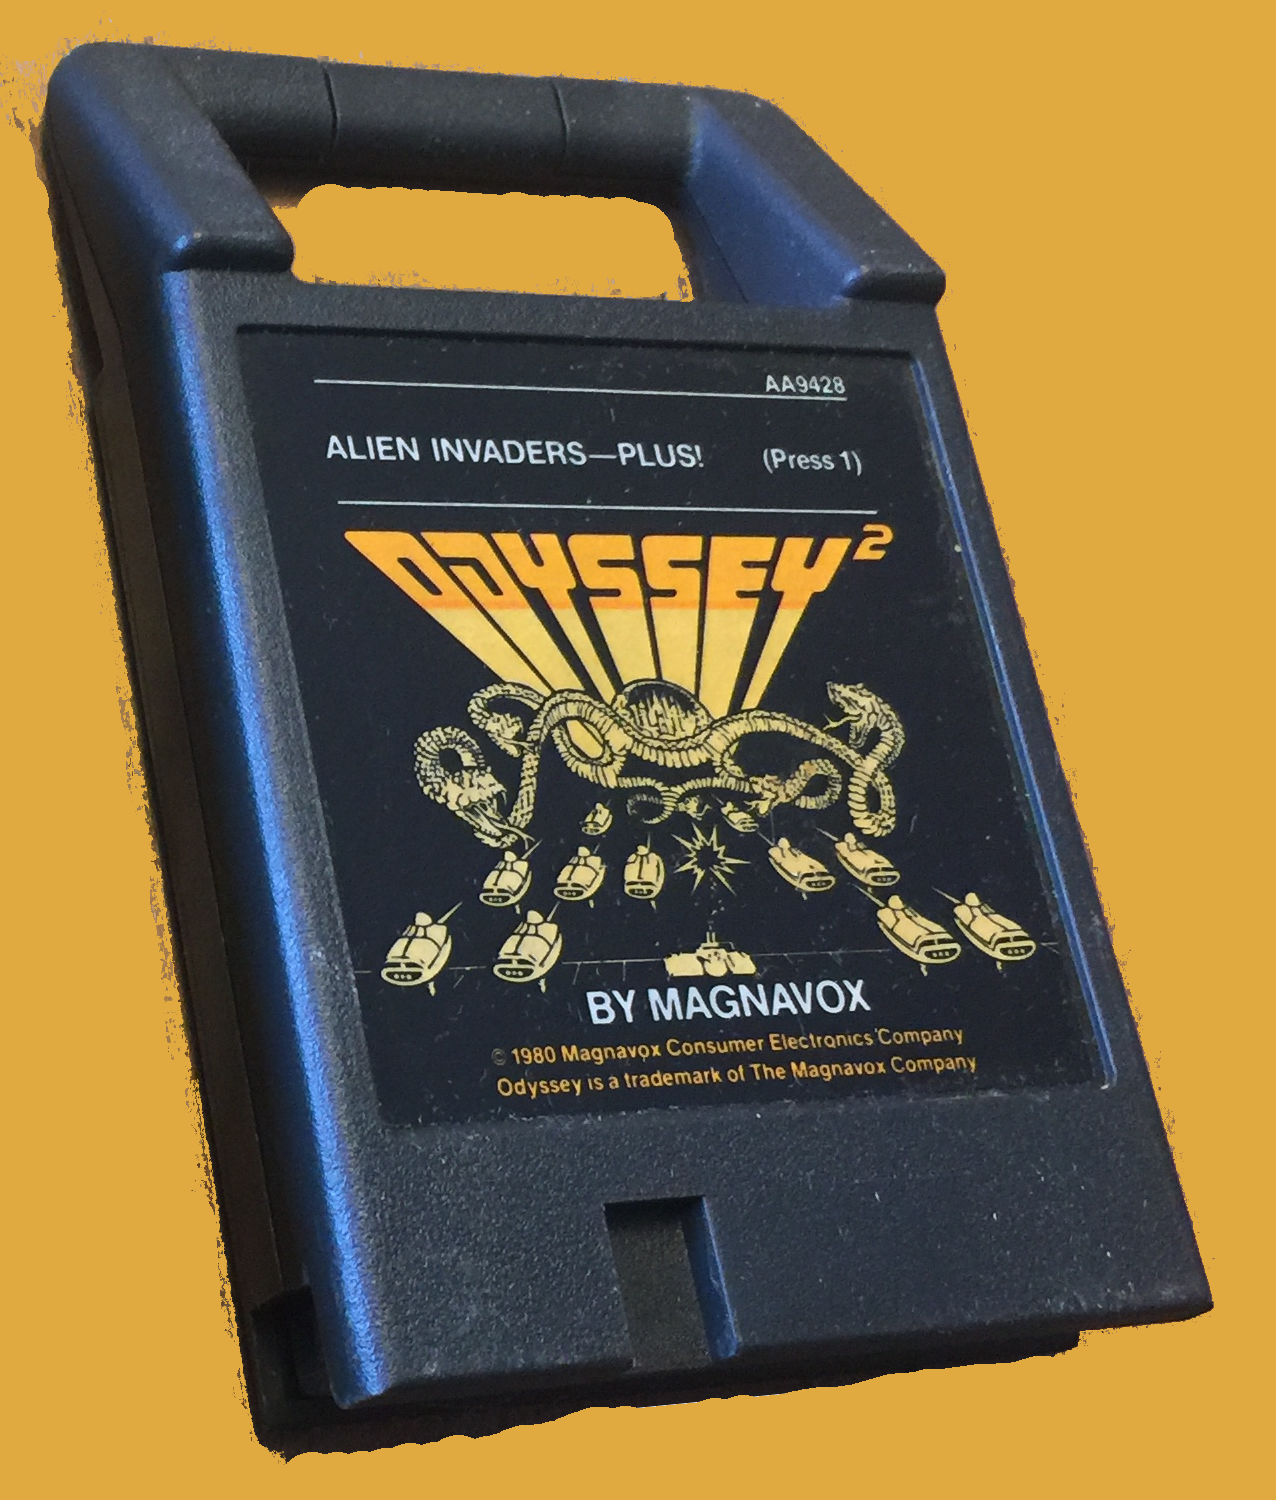 AA9428
ALIEN INVADERS—PLUS! (Press 1)
ODYSSEY²
BY MAGNAVOX
© 1980 Magnavox Consumer Electronics Company
Odyssey is a trademark of The Magnavox Company